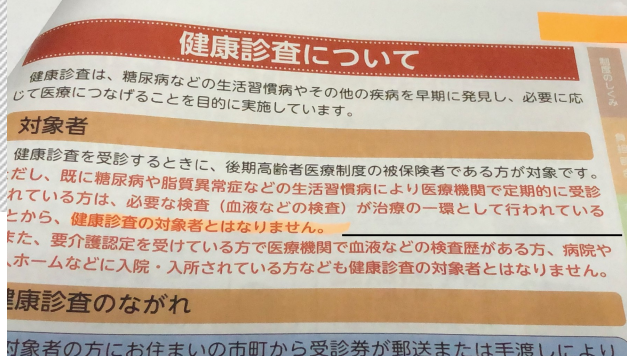 健康診査について
健康診査は、糖尿病などの生活習慣病やその他の疾病を早期に発見し、必要に応
じて医療につなげることを目的に実施しています。
対象者
健康診査を受診するときに、後期高齢者医療制度の被保険者である方が対象です。
ただし、既に糖尿病や脂質異常症などの生活習慣病により医療機関で定期的に受診
れている方は、必要な検査（血液などの検査）が治療の一環として行われている
とから、健康診査の対象者とはなりません。
また、要介護認定を受けている方で医療機関で血液などの検査歴がある方、病院や
ホームなどに入院・入所されている方なども健康診査の対象者とはなりません。
健康診査のながれ
対象者の方にお住まいの市町から受診券が郵送または手渡しにより
制度のしくみ